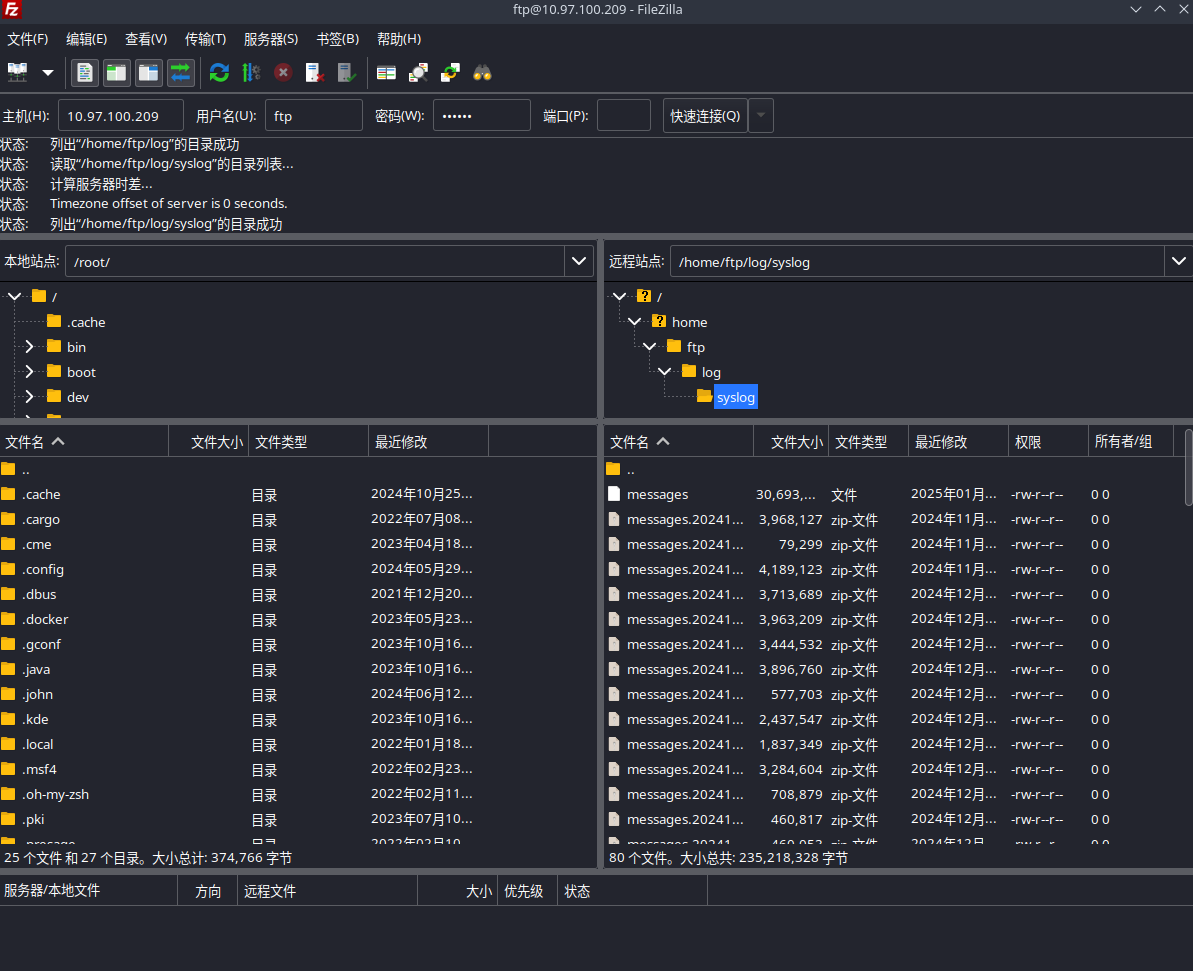 ftp@10.97.100.209 - FileZilla
文件(F) 编辑(E) 查看(V) 传输(T) 服务器(S) 书签(B) 帮助(H)
主机(H): 10.97.100.209 用户名(U): ftp 密码(W): •••••• 端口(P): 快速连接(Q)
状态: 列出“/home/ftp/log”的目录成功
状态: 读取“/home/ftp/log/syslog”的目录列表...
状态: 计算服务器时差...
状态: Timezone offset of server is 0 seconds.
状态: 列出“/home/ftp/log/syslog”的目录成功
本地站点: /root/
/
.cache
bin
boot
dev
远程站点: /home/ftp/log/syslog
/
home
ftp
log
syslog
文件名 文件大小 文件类型 最近修改
..
.cache 目录 2024年10月25...
.cargo 目录 2022年07月08...
.cme 目录 2023年04月18...
.config 目录 2024年05月29...
.dbus 目录 2021年12月20...
.docker 目录 2023年05月23...
.gconf 目录 2023年10月16...
.java 目录 2023年10月16...
.john 目录 2024年06月12...
.kde 目录 2023年10月16...
.local 目录 2022年01月18...
.msf4 目录 2022年02月23...
.oh-my-zsh 目录 2022年02月11...
.pki 目录 2023年07月10...
25 个文件 和 27 个目录。大小总计: 374,766 字节
文件名 文件大小 文件类型 最近修改 权限 所有者/组
..
messages 30,693,... 文件 2025年01月... -rw-r--r-- 0 0
messages.20241... 3,968,127 zip-文件 2024年11月... -rw-r--r-- 0 0
messages.20241... 79,299 zip-文件 2024年11月... -rw-r--r-- 0 0
messages.20241... 4,189,123 zip-文件 2024年11月... -rw-r--r-- 0 0
messages.20241... 3,713,689 zip-文件 2024年12月... -rw-r--r-- 0 0
messages.20241... 3,963,209 zip-文件 2024年12月... -rw-r--r-- 0 0
messages.20241... 3,444,532 zip-文件 2024年12月... -rw-r--r-- 0 0
messages.20241... 3,896,760 zip-文件 2024年12月... -rw-r--r-- 0 0
messages.20241... 577,703 zip-文件 2024年12月... -rw-r--r-- 0 0
messages.20241... 2,437,547 zip-文件 2024年12月... -rw-r--r-- 0 0
messages.20241... 1,837,349 zip-文件 2024年12月... -rw-r--r-- 0 0
messages.20241... 3,284,604 zip-文件 2024年12月... -rw-r--r-- 0 0
messages.20241... 708,879 zip-文件 2024年12月... -rw-r--r-- 0 0
messages.20241... 460,817 zip-文件 2024年12月... -rw-r--r-- 0 0
80 个文件。大小总共: 235,218,328 字节
服务器/本地文件 方向 远程文件 大小 优先级 状态